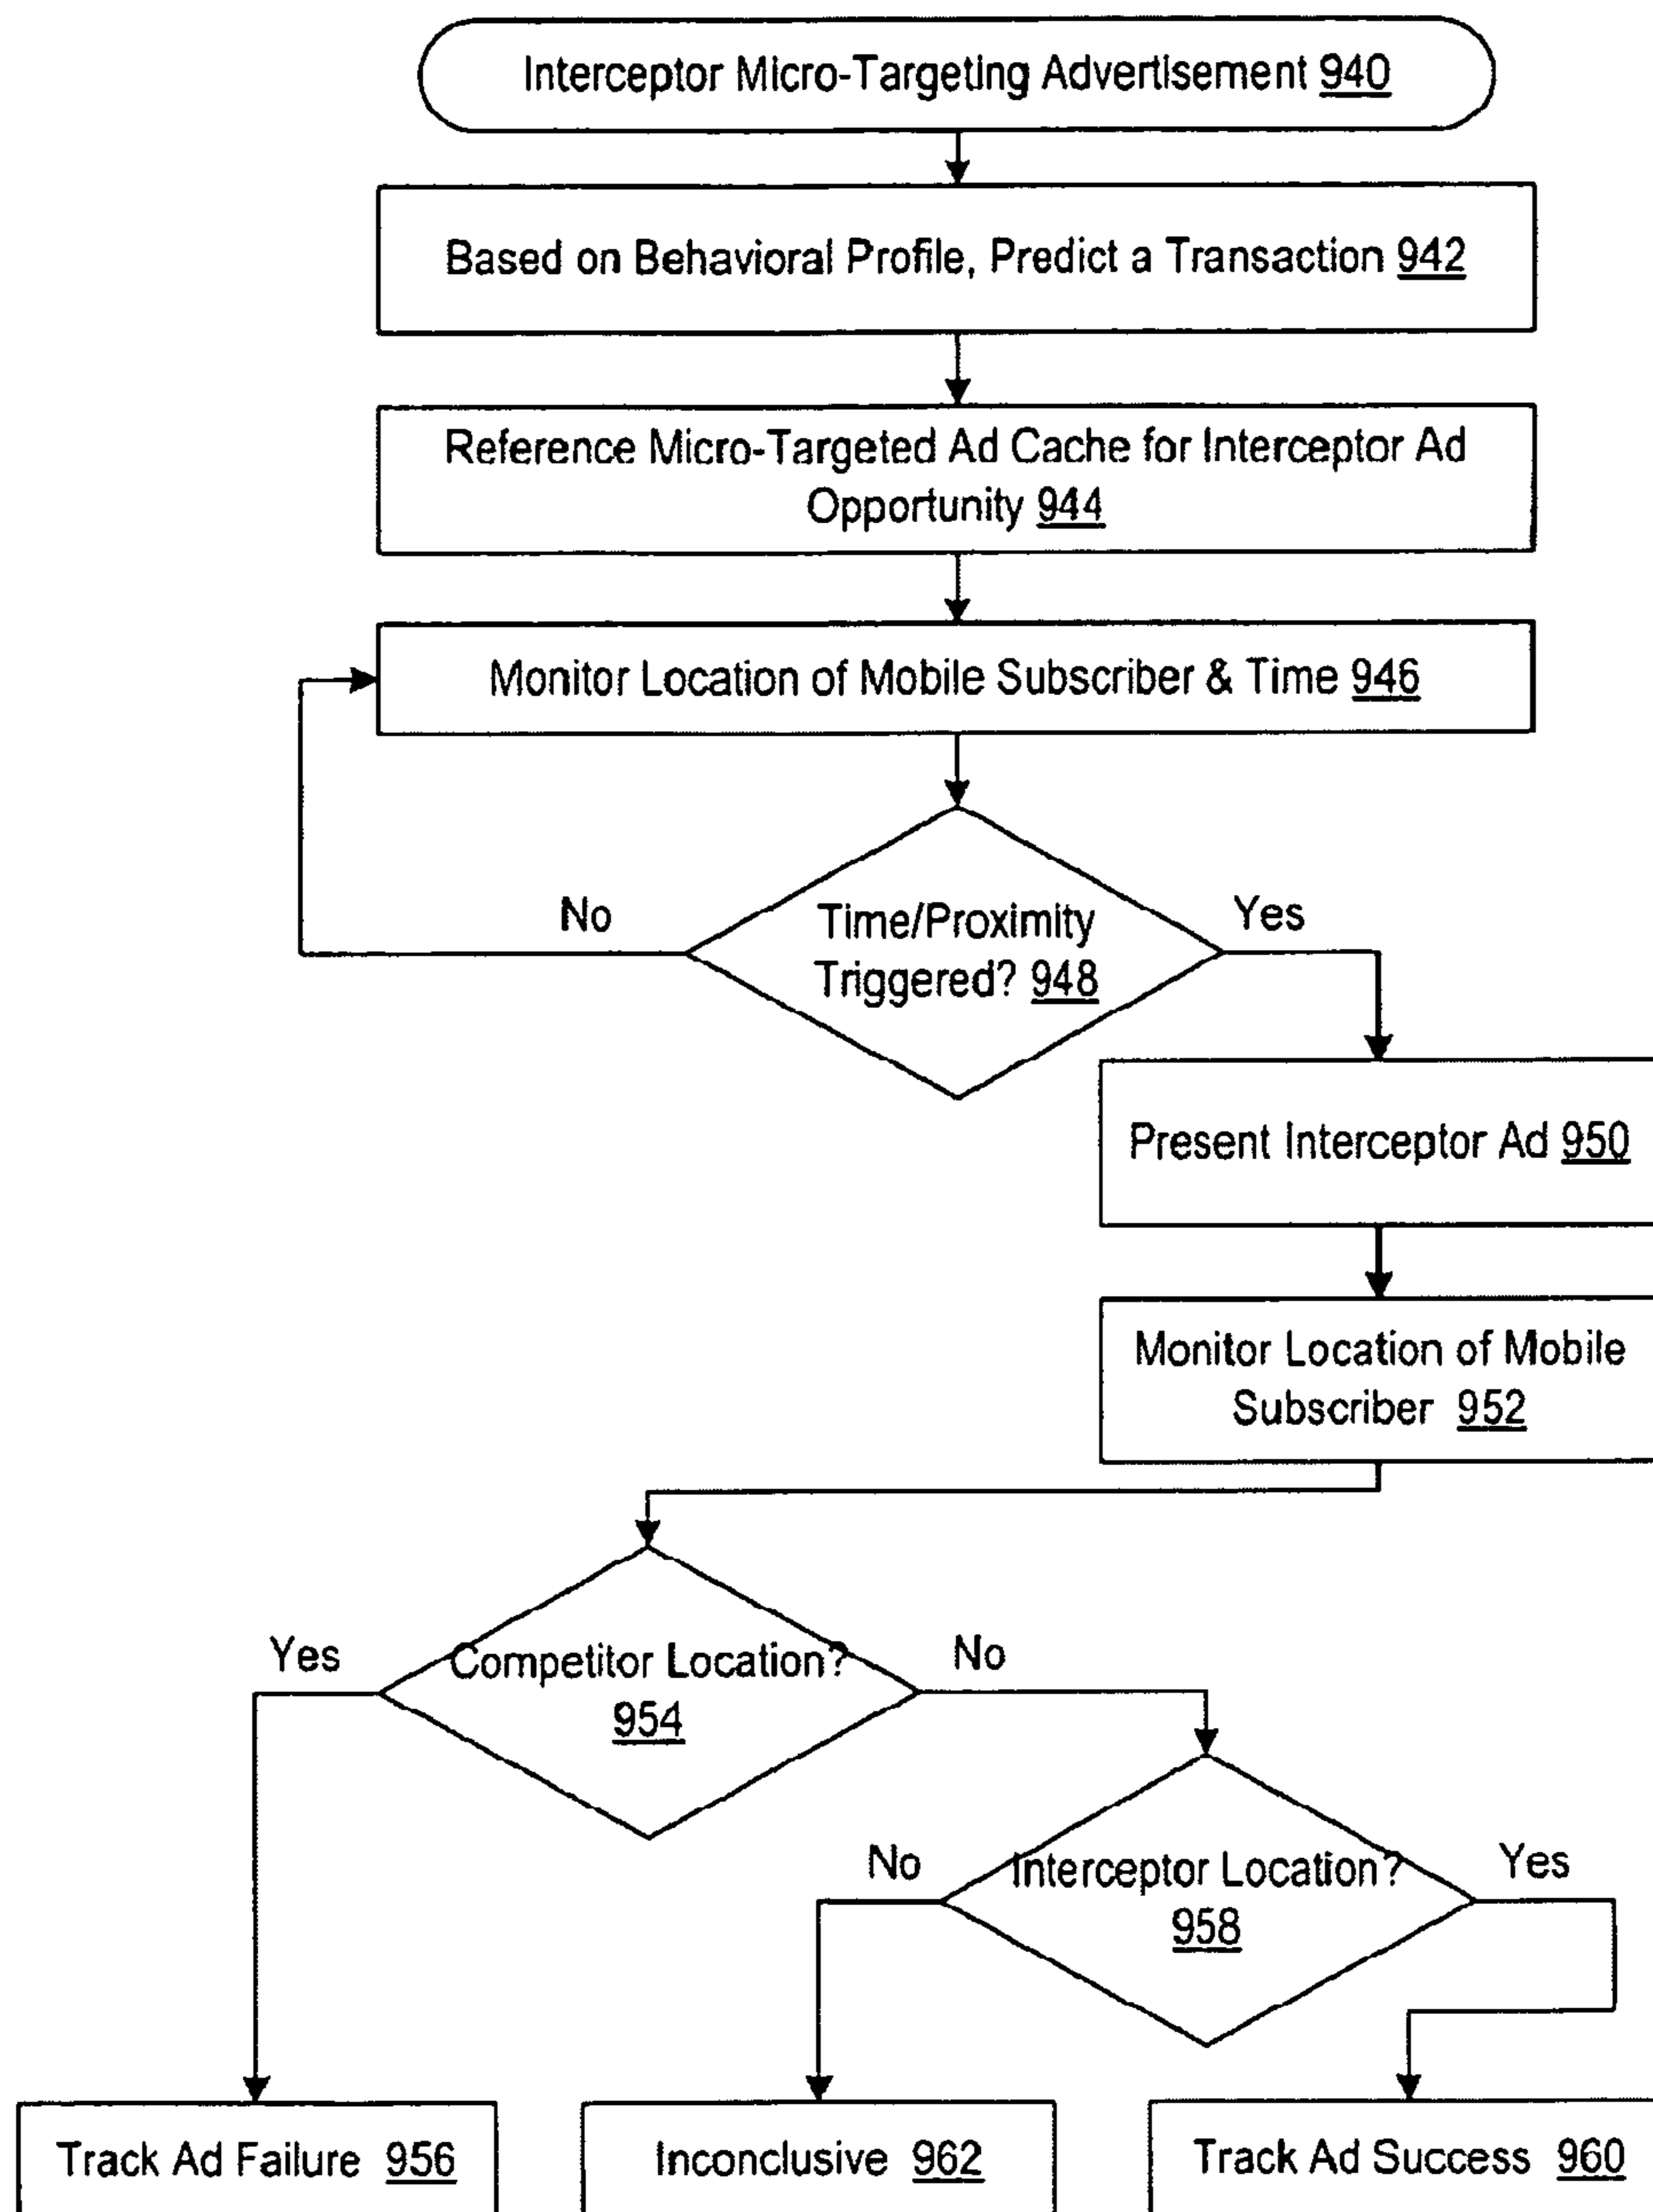 Interceptor Micro-Targeting Advertisement 940
Based on Behavioral Profile, Predict a Transaction 942
Reference Micro-Targeted Ad Cache for Interceptor Ad
Opportunity 944
Monitor Location of Mobile Subscriber & Time 946
No
Time/Proximity
Triggered? 948
Yes
Present Interceptor Ad 950
Monitor Location of Mobile
Subscriber 952
Yes
Competitor Location?
954
No
No
Interceptor Location?
958
Yes
Track Ad Failure 956
Inconclusive 962
Track Ad Success 960